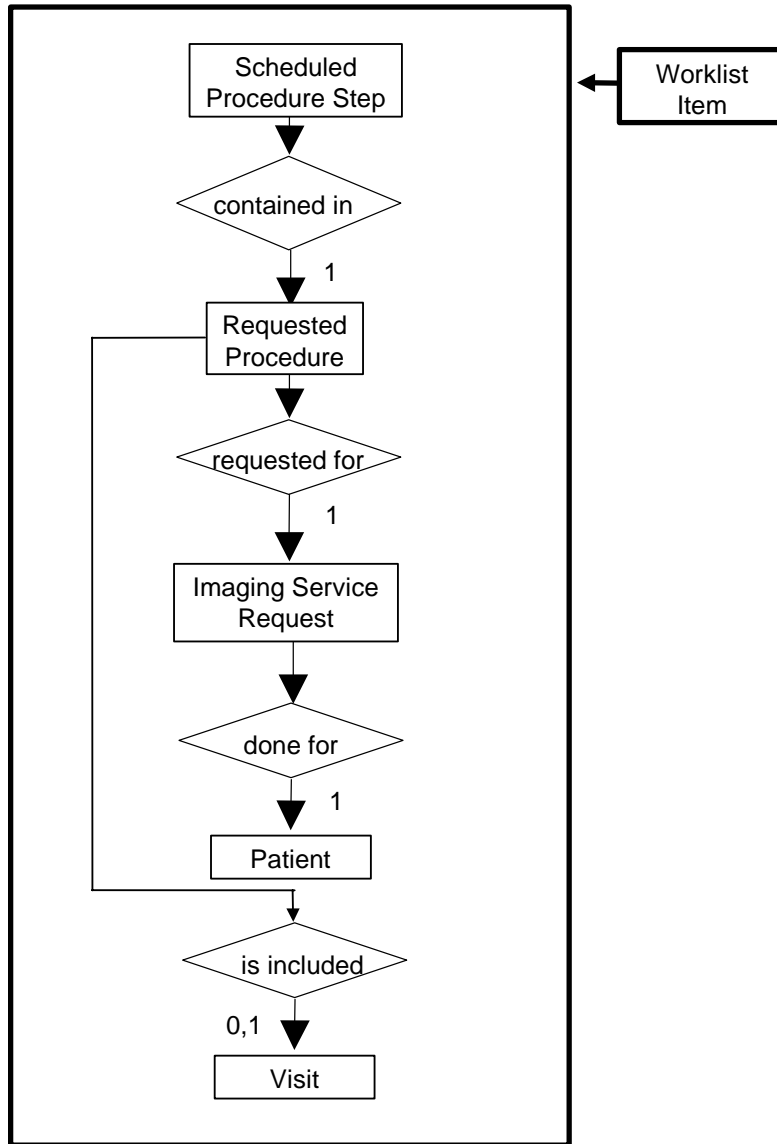 Scheduled
Procedure Step
Worklist
Item
contained in
1
Requested
Procedure
requested for
1
Imaging Service
Request
done for
1
Patient
is included
0,1
Visit